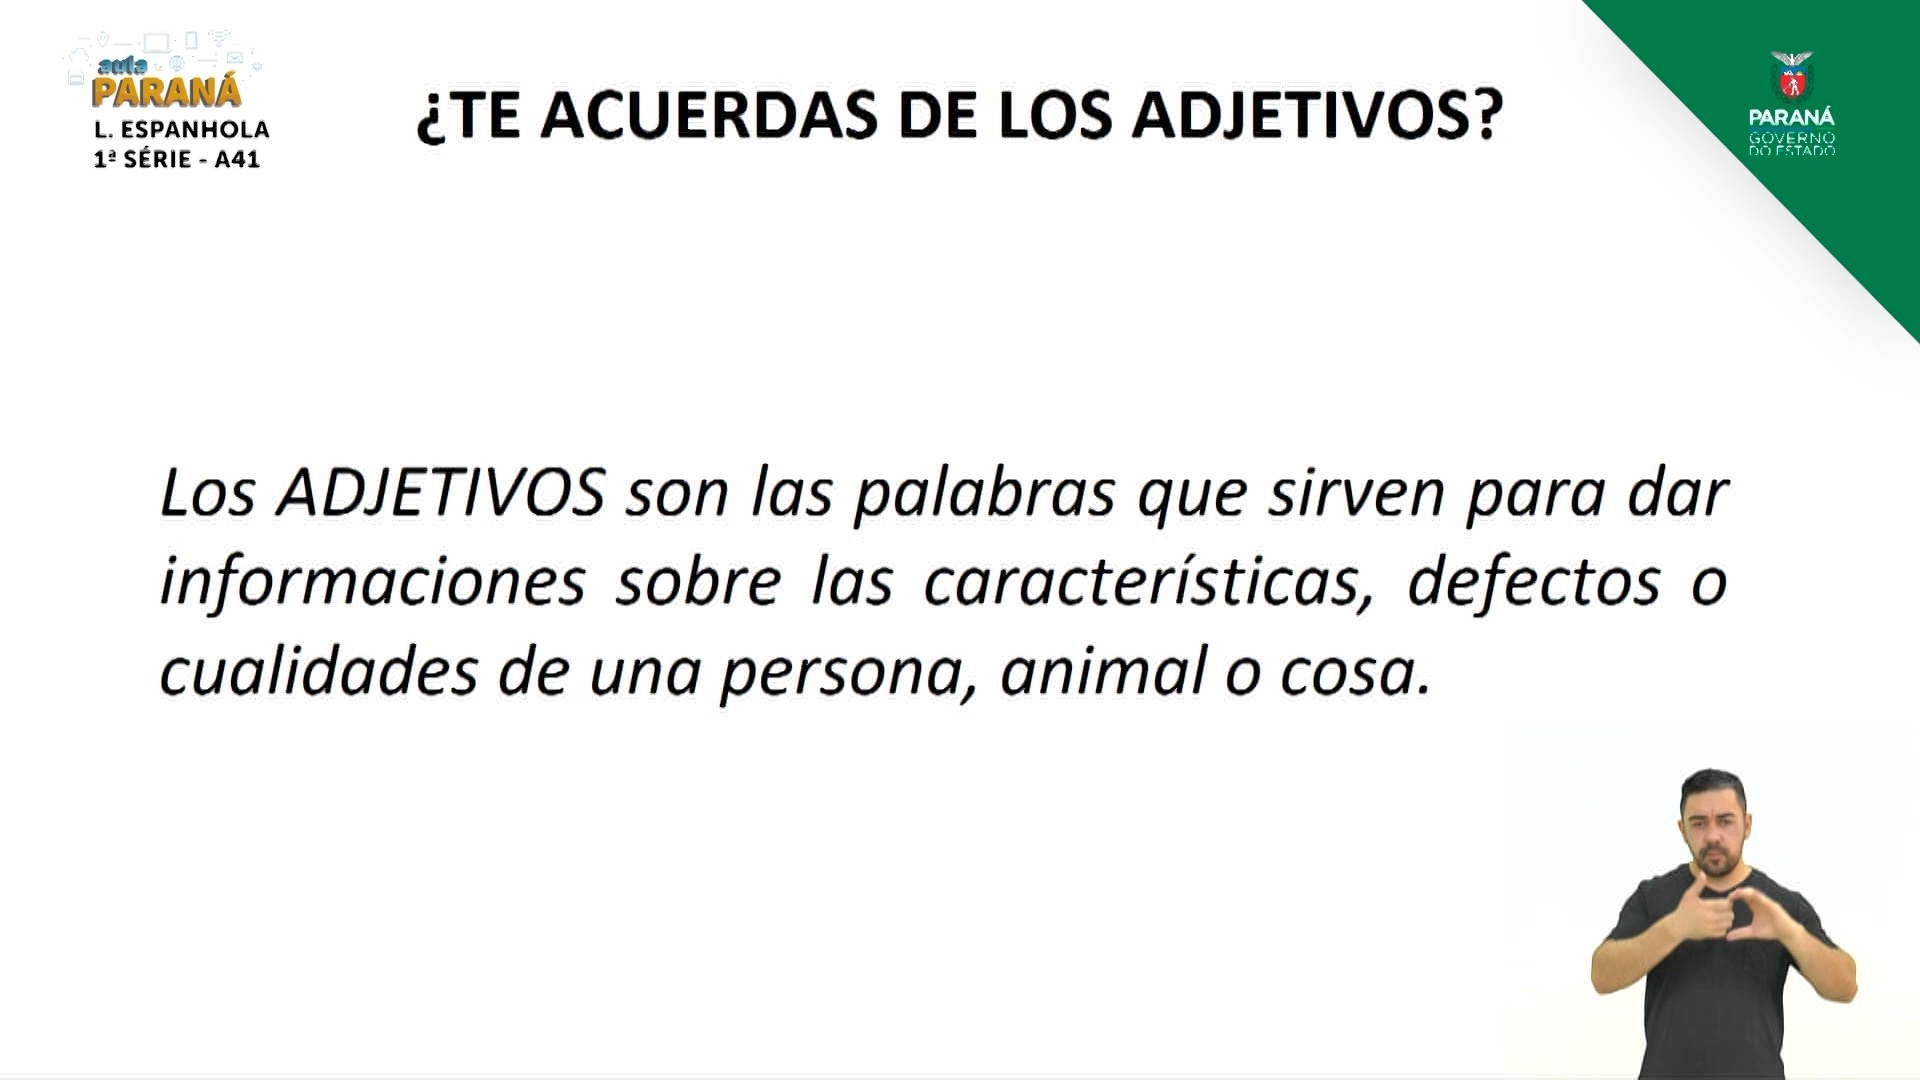 aula
PARANÁ
L. ESPANHOLA
1ª SÉRIE - A41
¿TE ACUERDAS DE LOS ADJETIVOS?
PARANÁ
GOVERNO
DO ESTADO
Los ADJETIVOS son las palabras que sirven para dar
informaciones sobre las características, defectos o
cualidades de una persona, animal o cosa.